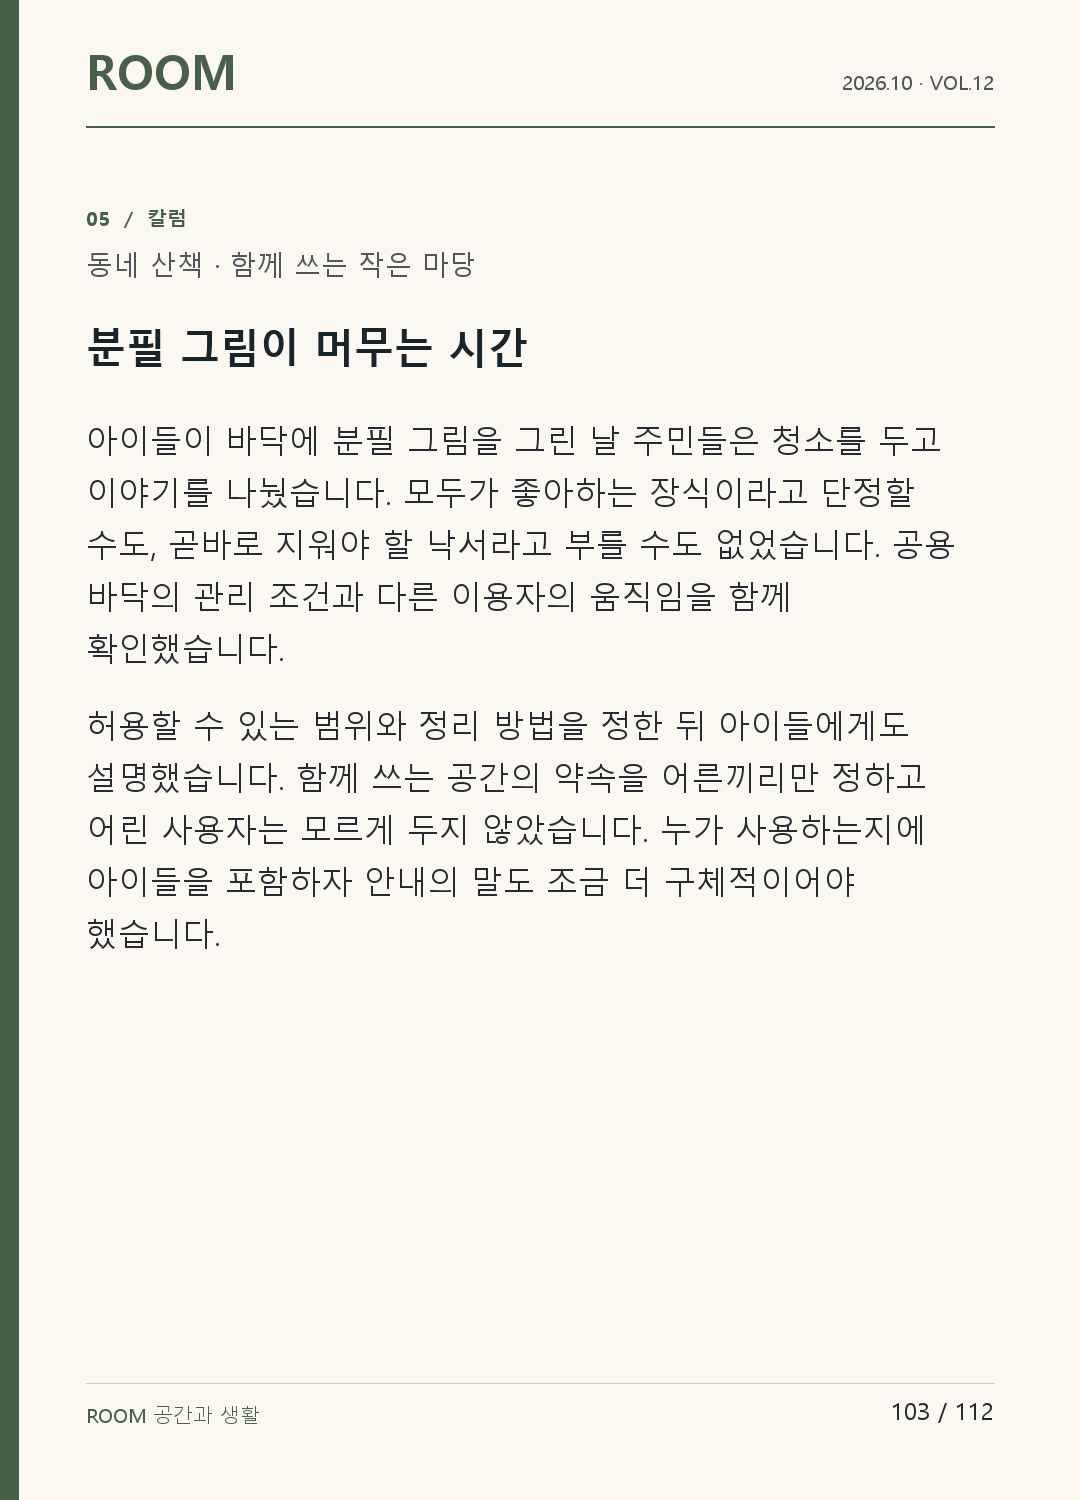 ROOM
2026.10 · VOL.12
05 / 칼럼
동네 산책 · 함께 쓰는 작은 마당
분필 그림이 머무는 시간
아이들이 바닥에 분필 그림을 그린 날 주민들은 청소를 두고
이야기를 나눴습니다. 모두가 좋아하는 장식이라고 단정할
수도, 곧바로 지워야 할 낙서라고 부를 수도 없었습니다. 공용
바닥의 관리 조건과 다른 이용자의 움직임을 함께
확인했습니다.
허용할 수 있는 범위와 정리 방법을 정한 뒤 아이들에게도
설명했습니다. 함께 쓰는 공간의 약속을 어른끼리만 정하고
어린 사용자는 모르게 두지 않았습니다. 누가 사용하는지에
아이들을 포함하자 안내의 말도 조금 더 구체적이어야
했습니다.
ROOM 공간과 생활
103 / 112